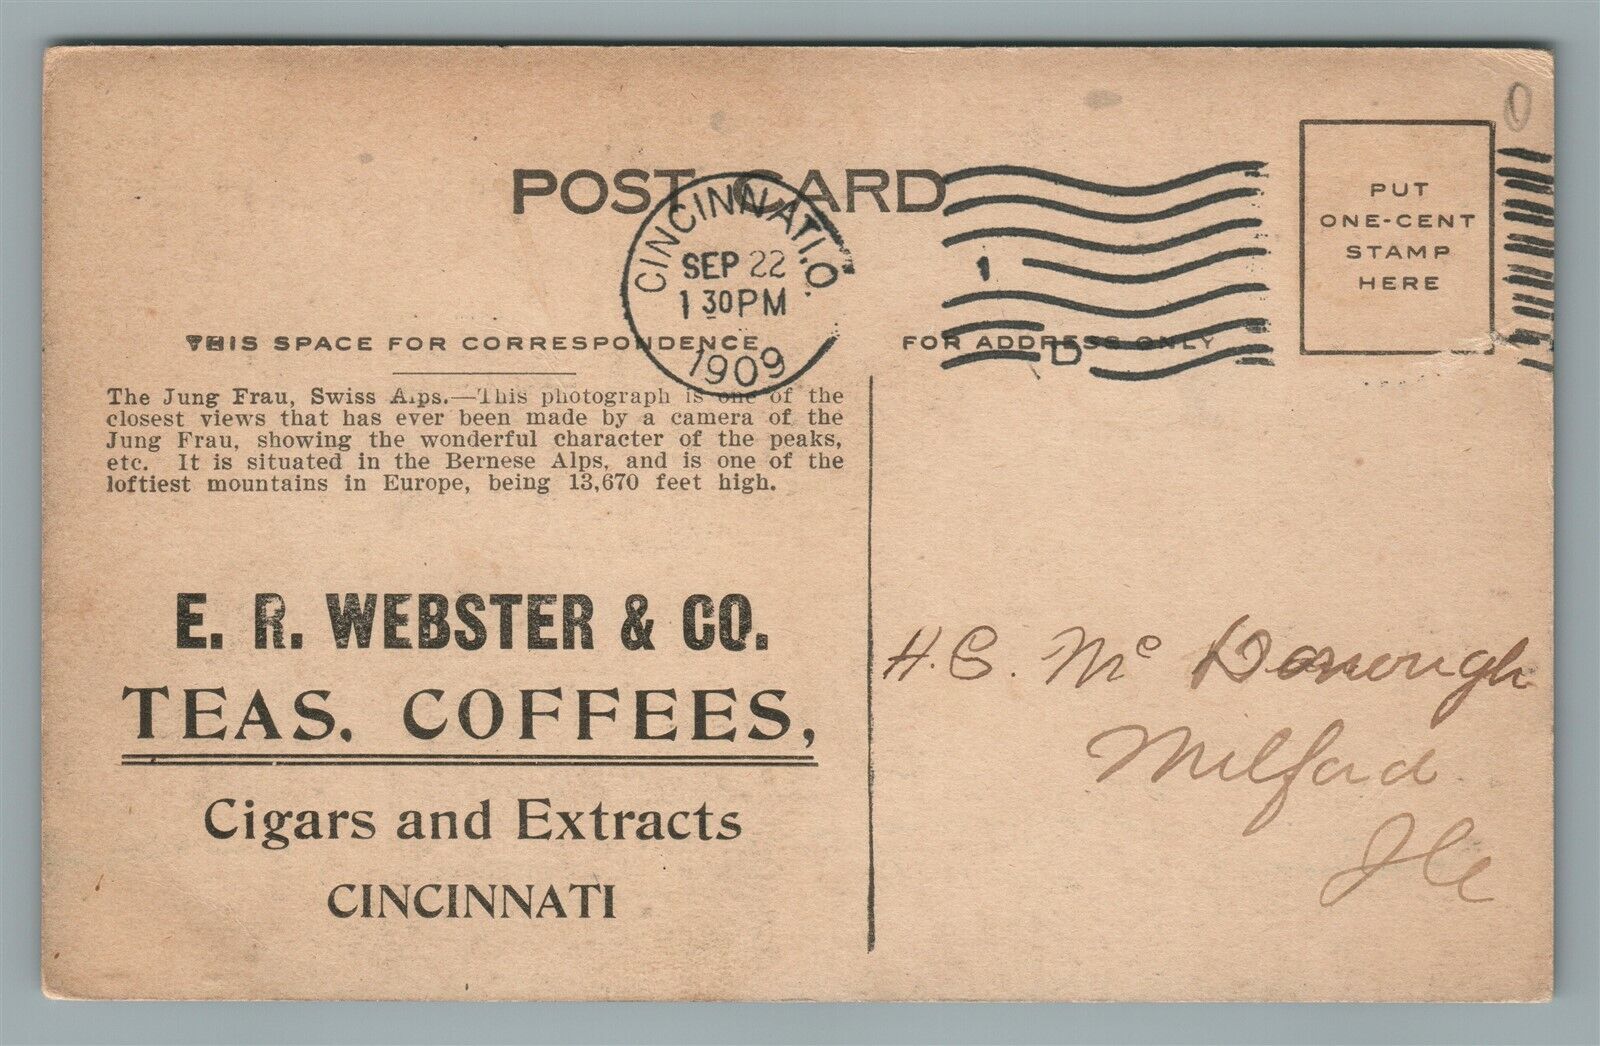 POST CARD
CINCINNATI, O.
SEP 22
1 30 PM
1909
1
D
PUT
ONE-CENT
STAMP
HERE
THIS SPACE FOR CORRESPONDENCE
FOR ADDRESS ONLY
The Jung Frau, Swiss Alps.—This photograph is one of the
closest views that has ever been made by a camera of the
Jung Frau, showing the wonderful character of the peaks,
etc. It is situated in the Bernese Alps, and is one of the
loftiest mountains in Europe, being 13,670 feet high.
E. R. WEBSTER & CO.
TEAS, COFFEES,
Cigars and Extracts
CINCINNATI
Mc Donough
Milford